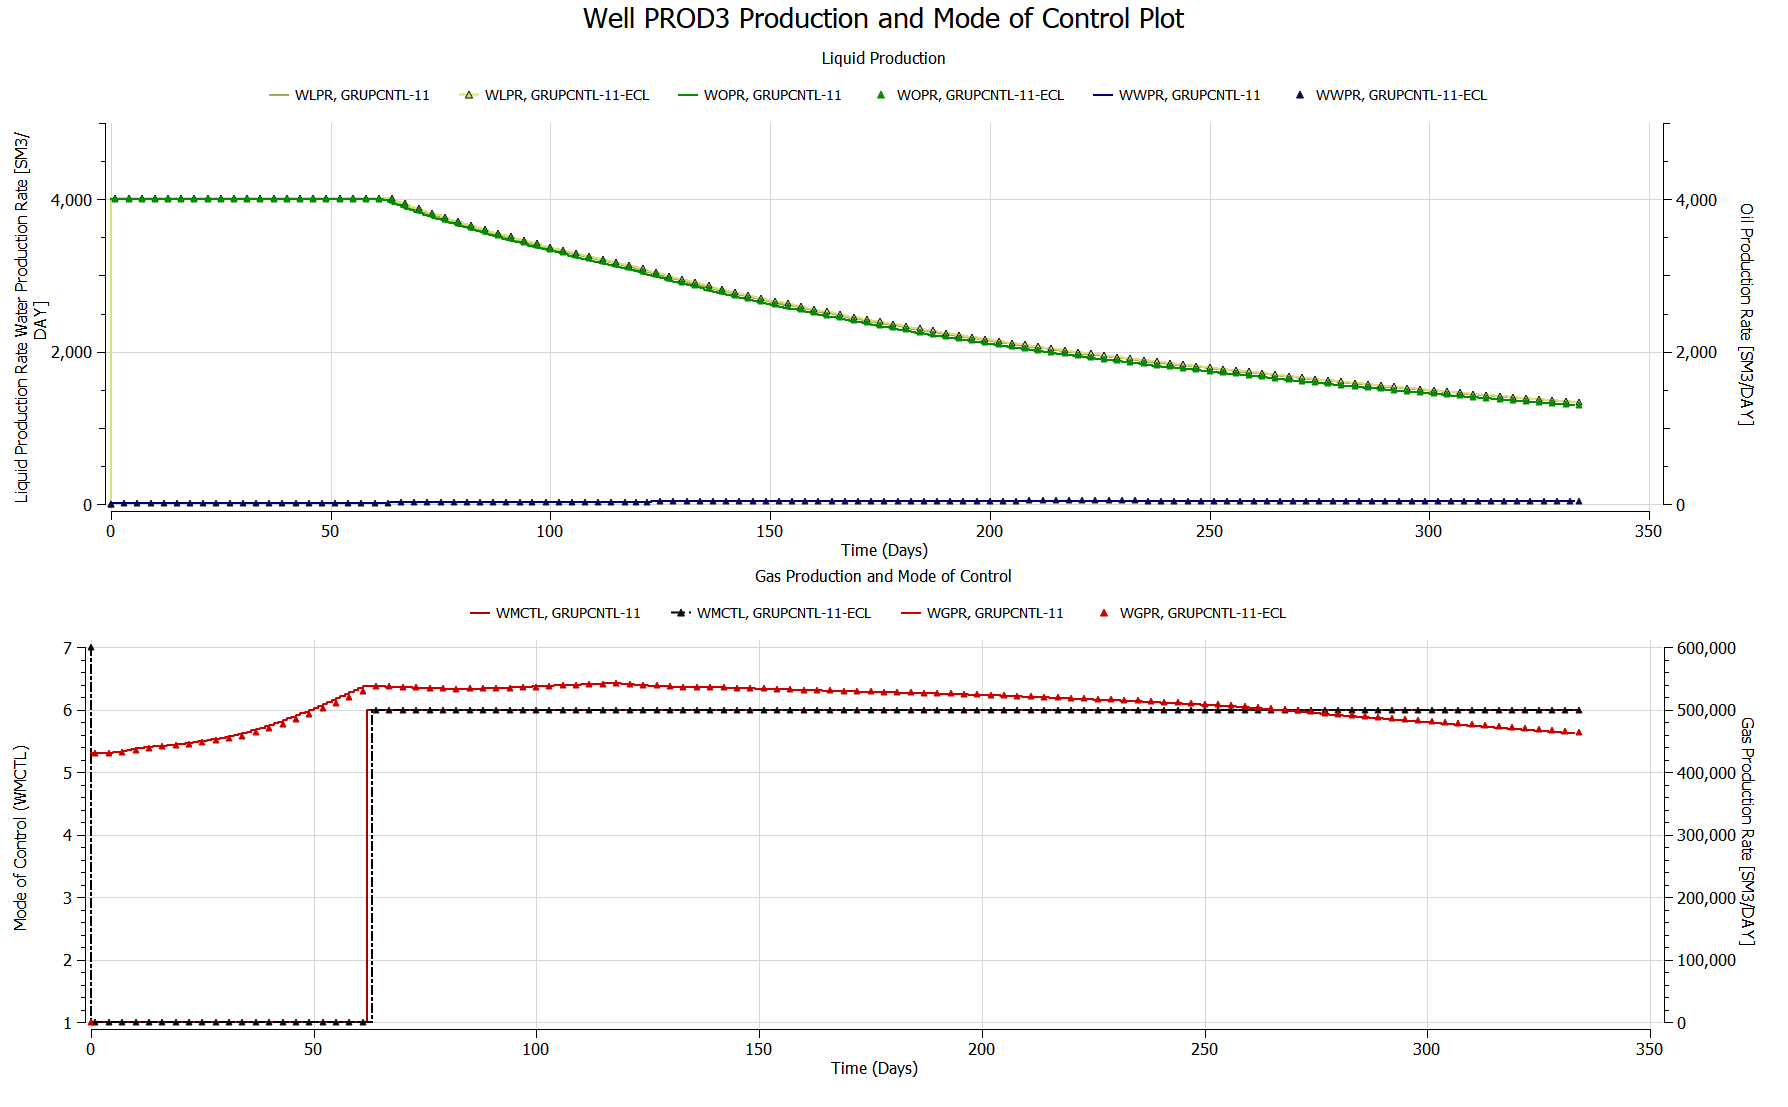 Well PROD3 Production and Mode of Control Plot
Liquid Production
WLPR, GRUPCNTL-11
WLPR, GRUPCNTL-11-ECL
WOPR, GRUPCNTL-11
WOPR, GRUPCNTL-11-ECL
WWPR, GRUPCNTL-11
WWPR, GRUPCNTL-11-ECL
Liquid Production Rate Water Production Rate [SM3/
DAY]
4,000
2,000
0
4,000
2,000
0
Oil Production Rate [SM3/DAY]
0
50
100
150
200
250
300
350
Time (Days)
Gas Production and Mode of Control
WMCTL, GRUPCNTL-11
WMCTL, GRUPCNTL-11-ECL
WGPR, GRUPCNTL-11
WGPR, GRUPCNTL-11-ECL
Mode of Control (WMCTL)
7
6
5
4
3
2
1
600,000
500,000
400,000
300,000
200,000
100,000
0
Gas Production Rate [SM3/DAY]
0
50
100
150
200
250
300
350
Time (Days)